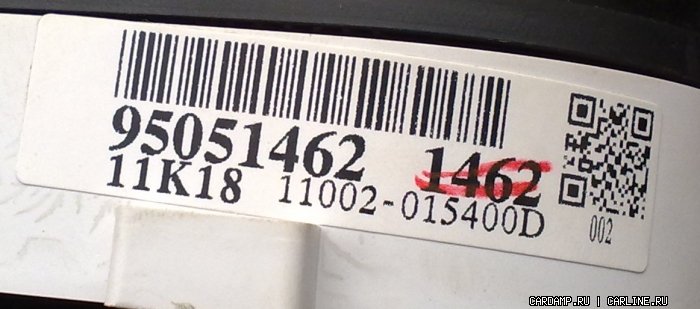 95051462 1462
11K18 11002-015400D
002
CARDAMP.RU | CARLINE.RU